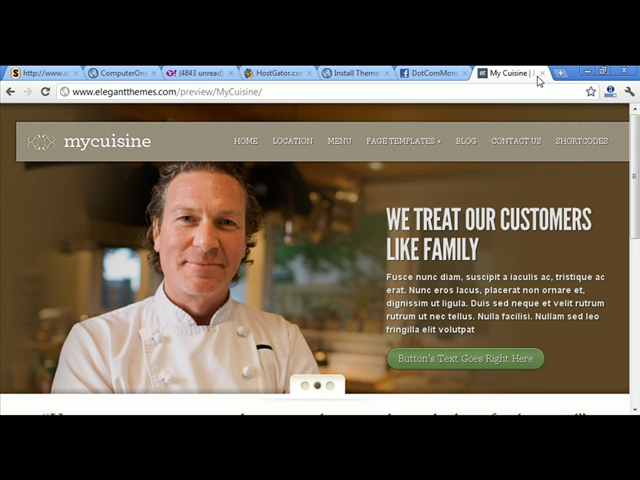 http://www.s
ComputerOne
(4843 unread)
HostGator.co
Install Theme
DotComMon
My Cuisine |
www.elegantthemes.com/preview/MyCuisine/
mycuisine
HOME LOCATION MENU PAGE TEMPLATES » BLOG CONTACT US SHORTCODES
WE TREAT OUR CUSTOMERS
LIKE FAMILY
Fusce nunc diam, suscipit a iaculis ac, tristique ac
erat. Nunc eros lacus, placerat non ornare et,
dignissim ut ligula. Duis sed neque et velit rutrum
rutrum ut nec tellus. Nulla facilisi. Nullam sed leo
fringilla elit volutpat
Button's Text Goes Right Here